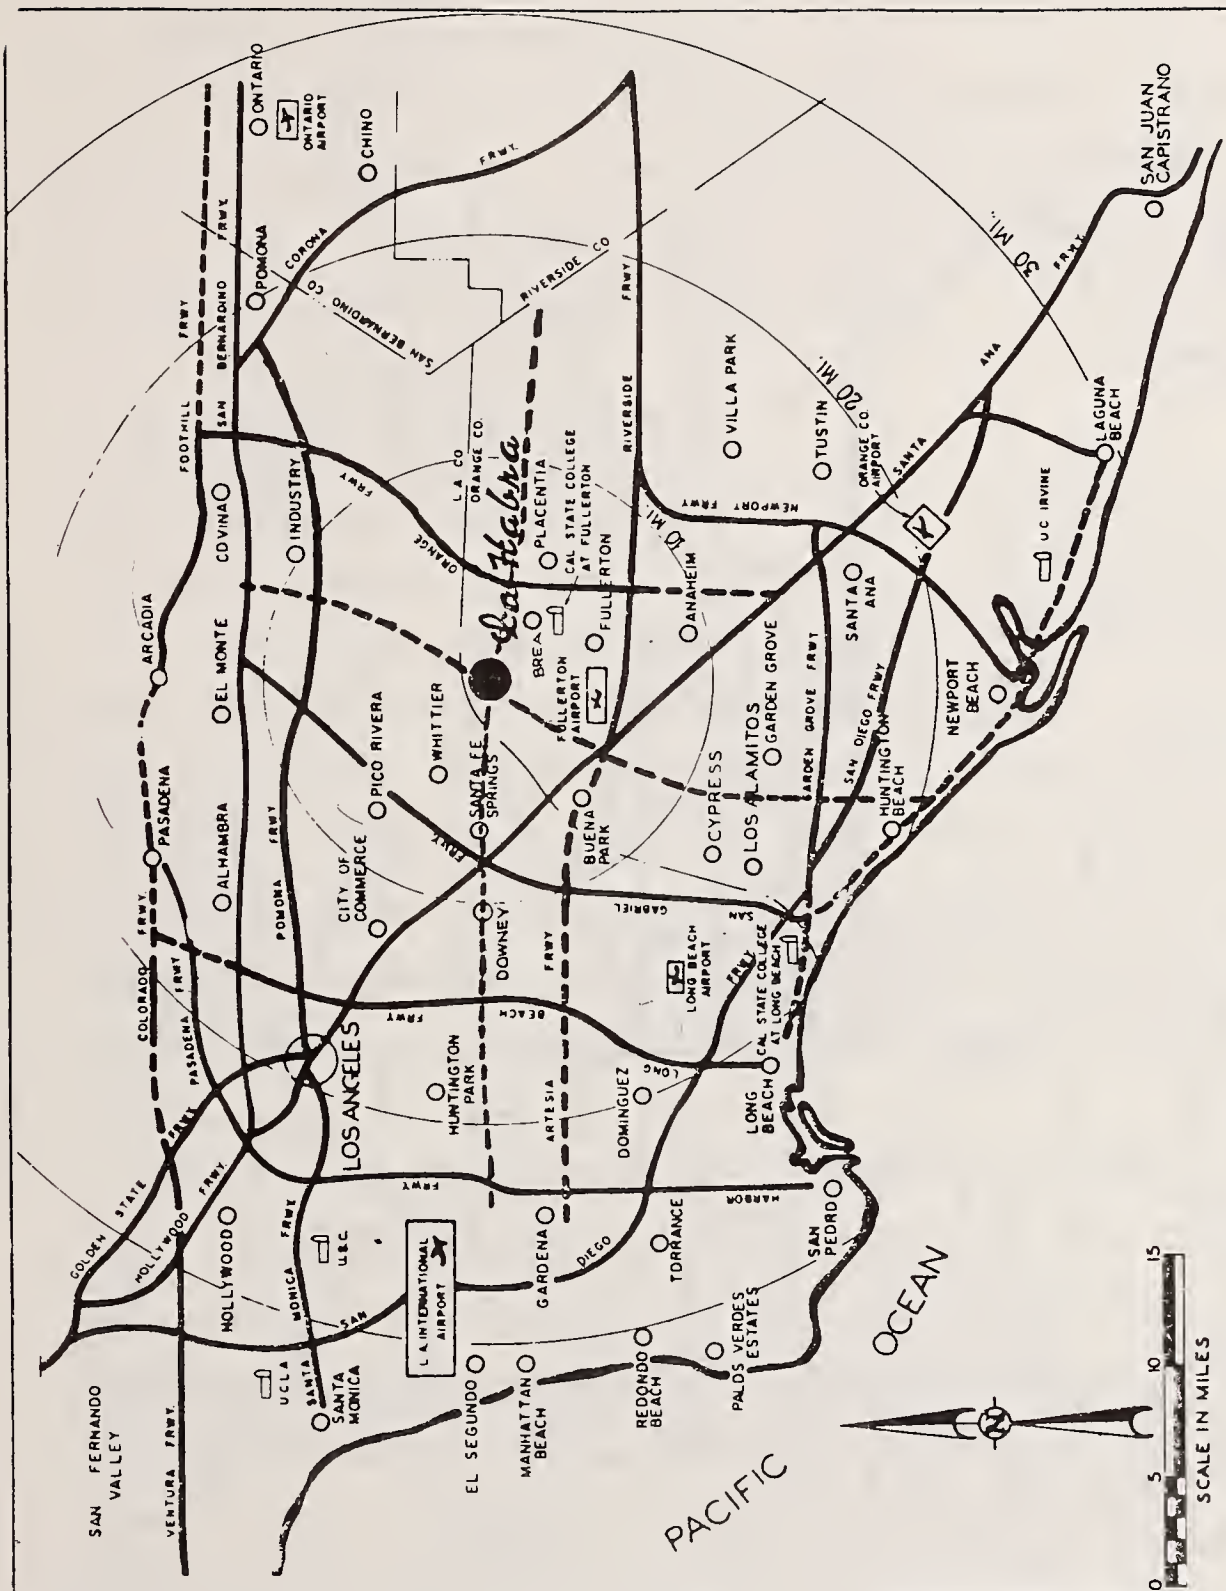 SAN FERNANDO
VALLEY
VENTURA FRWY.
GOLDEN STATE FRWY
HOLLYWOOD FRWY.
HOLLYWOOD
UCLA
SANTA MONICA FRWY
SANTA
MONICA
U.S.C.
SAN DIEGO FRWY.
L.A. INTERNATIONAL
AIRPORT
EL SEGUNDO
MANHATTAN
BEACH
REDONDO
BEACH
PALOS VERDES
ESTATES
GARDENA
TORRANCE
SAN
PEDRO
HARBOR FRWY.
COLORADO FRWY.
PASADENA FRWY
PASADENA
ARCADIA
ALHAMBRA
EL MONTE
COVINA
LOS ANGELES
POMONA FRWY
CITY OF
COMMERCE
PICO RIVERA
WHITTIER
INDUSTRY
HUNTINGTON
PARK
DOWNEY
SANTA FE
SPRINGS
ARTESIA FRWY
LONG BEACH FRWY
DOMINGUEZ
LONG
BEACH
LONG BEACH
AIRPORT
CAL STATE COLLEGE
AT LONG BEACH
SAN GABRIEL FRWY.
BUENA
PARK
CYPRESS
LOS ALAMITOS
GARDEN GROVE
GARDEN GROVE FRWY
SAN DIEGO FRWY
HUNTINGTON
BEACH
NEWPORT
BEACH
La Habra
BREA
FULLERTON
AIRPORT
FULLERTON
PLACENTIA
CAL STATE COLLEGE
AT FULLERTON
ANAHEIM
10 MI.
ORANGE FRWY
L A CO
ORANGE CO.
FOOTHILL FRWY
SAN BERNARDINO FRWY.
POMONA
ONTARIO
ONTARIO
AIRPORT
CHINO
CORONA FRWY.
SAN BERNARDINO CO
RIVERSIDE CO
RIVERSIDE FRWY
NEWPORT FRWY
VILLA PARK
TUSTIN
20 MI.
ORANGE CO.
AIRPORT
SANTA
ANA
SANTA ANA FRWY.
UC IRVINE
LAGUNA
BEACH
30 MI.
SAN JUAN
CAPISTRANO
PACIFIC OCEAN
N
0 5 10 15
SCALE IN MILES